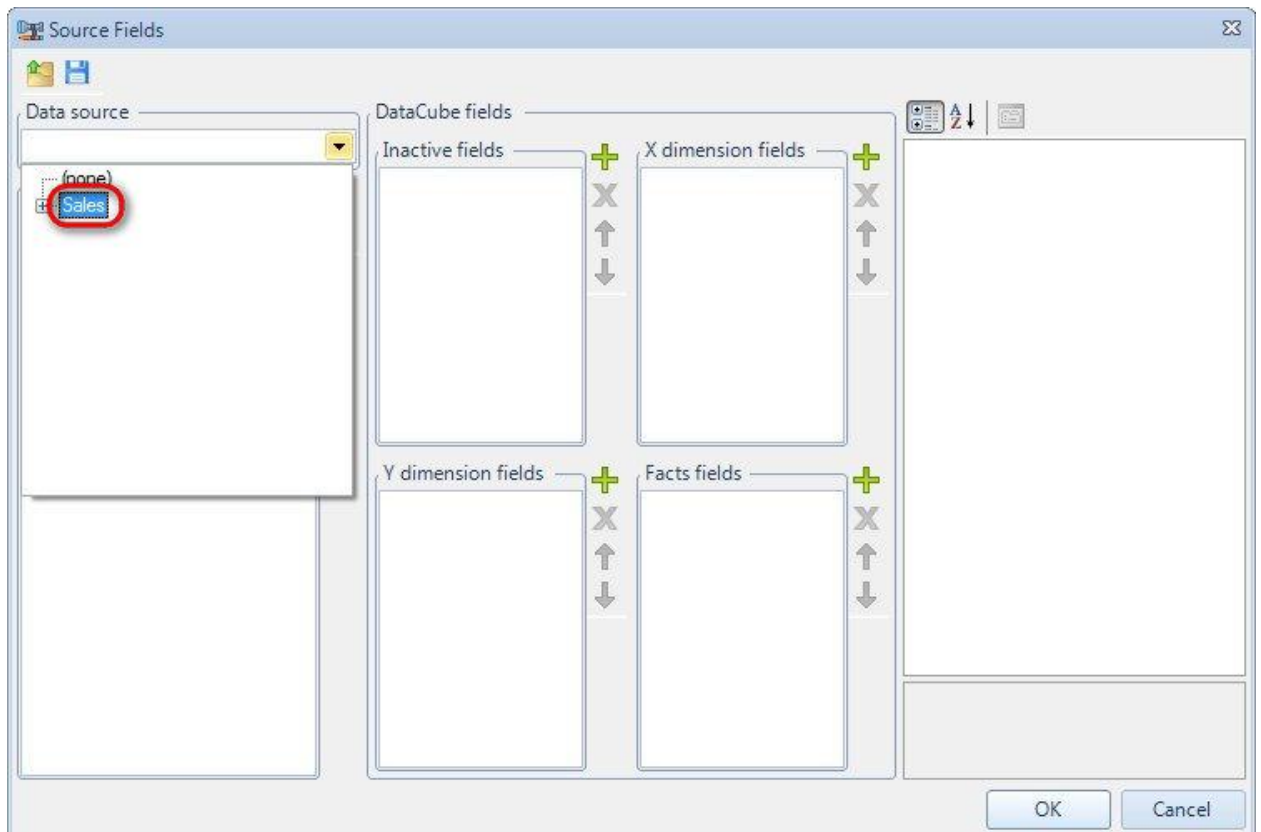 Source Fields
Data source
DataCube fields
(none)
Sales
Inactive fields
X dimension fields
Y dimension fields
Facts fields
A
Z
OK
Cancel